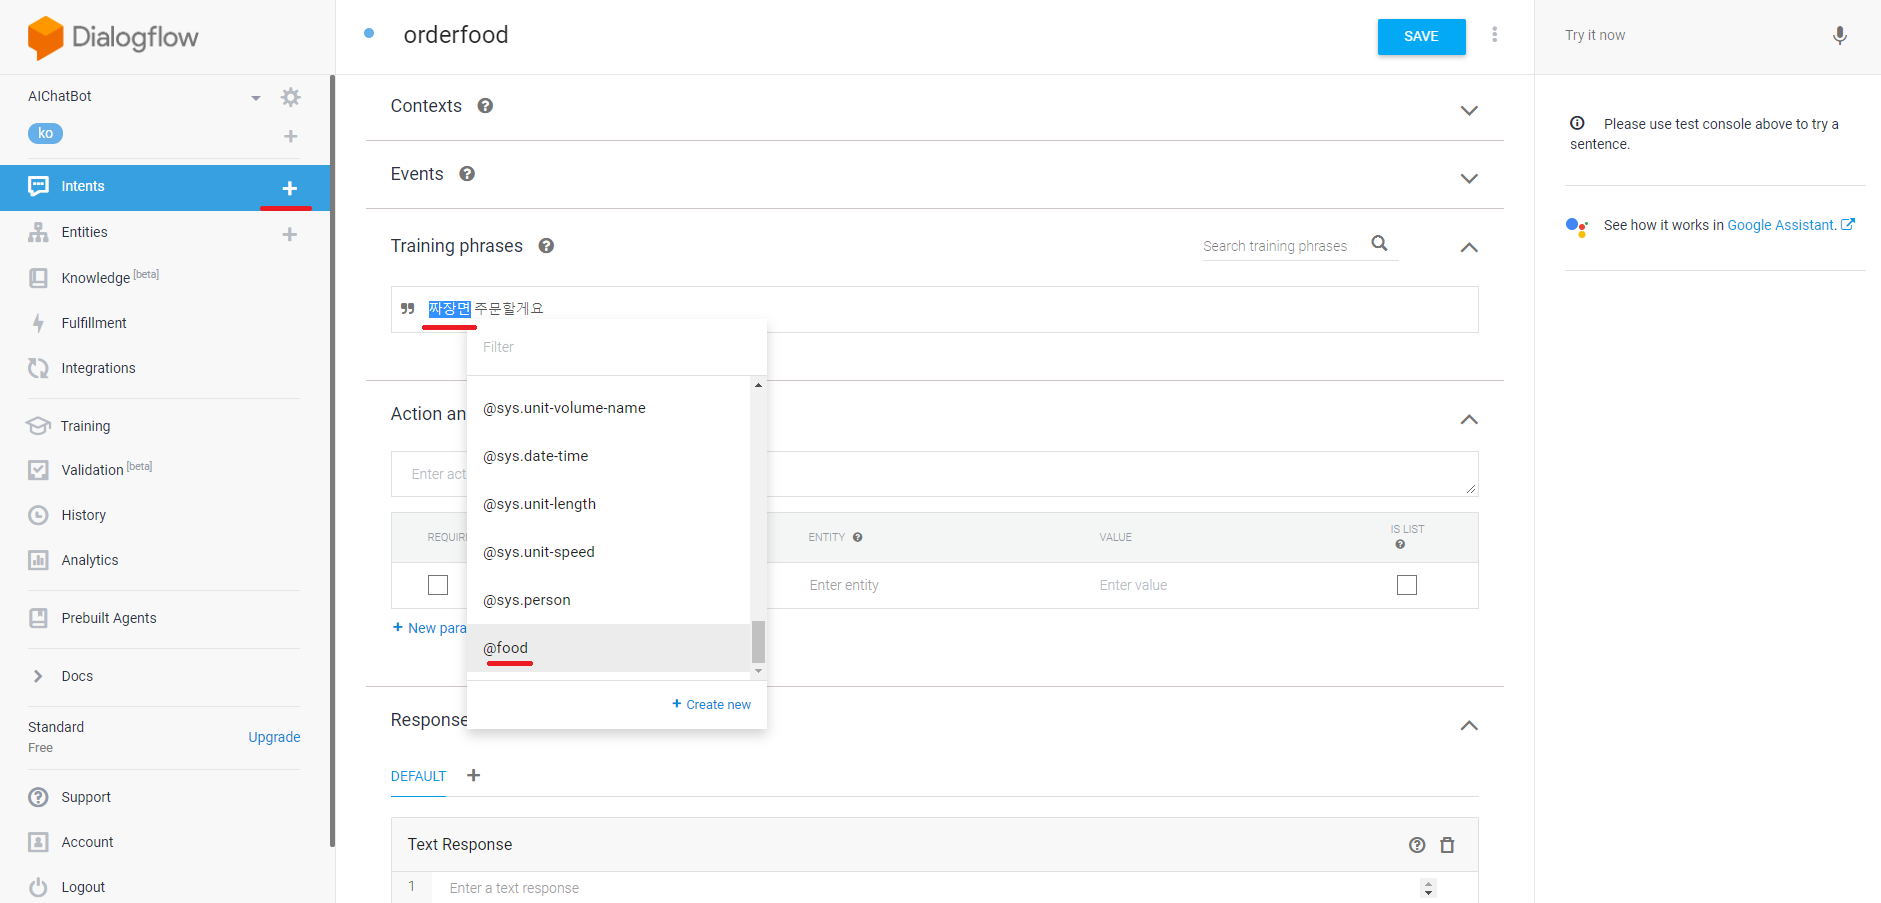 Dialogflow
AIChatBot
ko
Intents
Entities
Knowledge [beta]
Fulfillment
Integrations
Training
Validation [beta]
History
Analytics
Prebuilt Agents
Docs
Standard
Free
Upgrade
Support
Account
Logout
orderfood
SAVE
Contexts
Events
Training phrases
Search training phrases
짜장면 주문할게요
Filter
@sys.unit-volume-name
@sys.date-time
@sys.unit-length
@sys.unit-speed
@sys.person
@food
+ Create new
Action an
Enter act
REQUIR
ENTITY
VALUE
IS LIST
Enter entity
Enter value
+ New para
Response
DEFAULT
Text Response
1
Enter a text response
Try it now
Please use test console above to try a
sentence.
See how it works in Google Assistant.